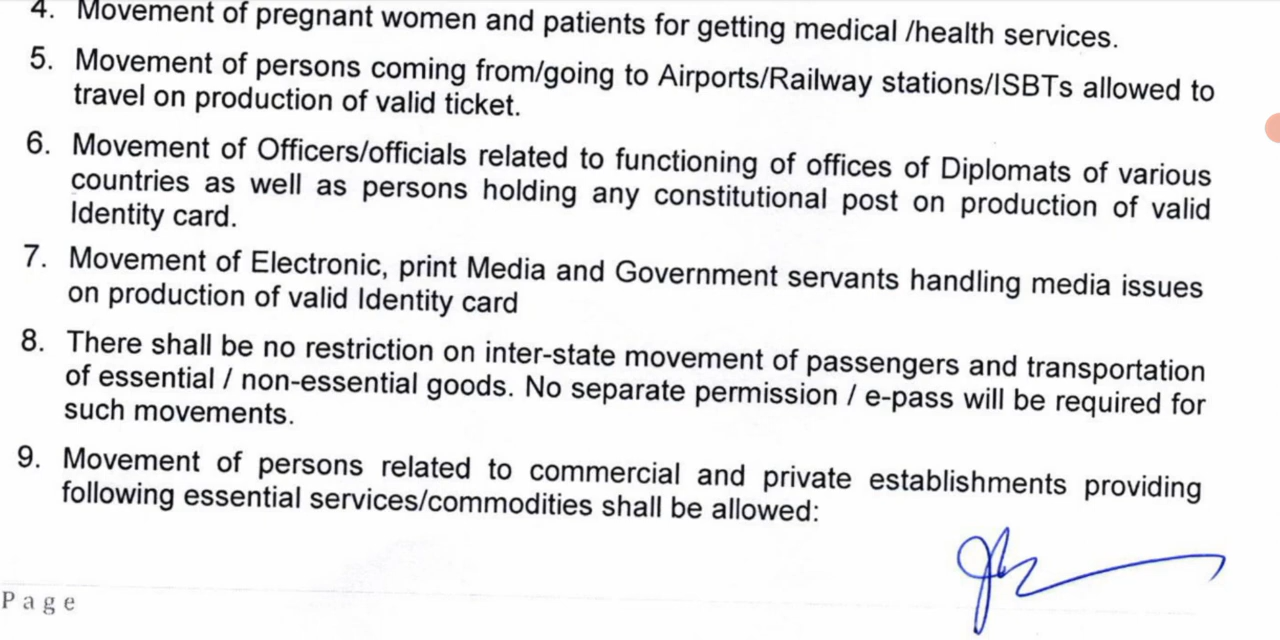 4. Movement of pregnant women and patients for getting medical /health services.
5. Movement of persons coming from/going to Airports/Railway stations/ISBTs allowed to
travel on production of valid ticket.
6. Movement of Officers/officials related to functioning of offices of Diplomats of various
countries as well as persons holding any constitutional post on production of valid
Identity card.
7. Movement of Electronic, print Media and Government servants handling media issues
on production of valid Identity card
8. There shall be no restriction on inter-state movement of passengers and transportation
of essential / non-essential goods. No separate permission / e-pass will be required for
such movements.
9. Movement of persons related to commercial and private establishments providing
following essential services/commodities shall be allowed:
Page